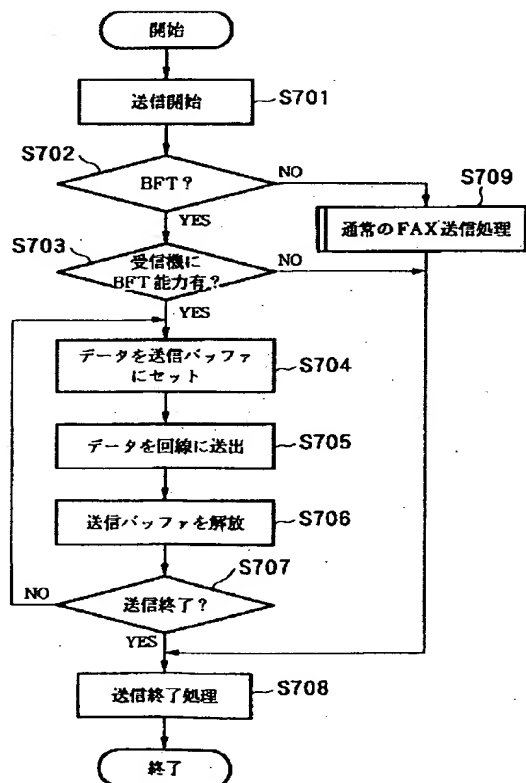 開始
送信開始
S701
S702
BFT?
NO
S709
YES
通常のFAX送信処理
S703
受信機に
BFT能力有?
NO
YES
データを送信バッファ
にセット
S704
データを回線に送出
S705
送信バッファを解放
S706
S707
NO
送信終了?
YES
送信終了処理
S708
終了